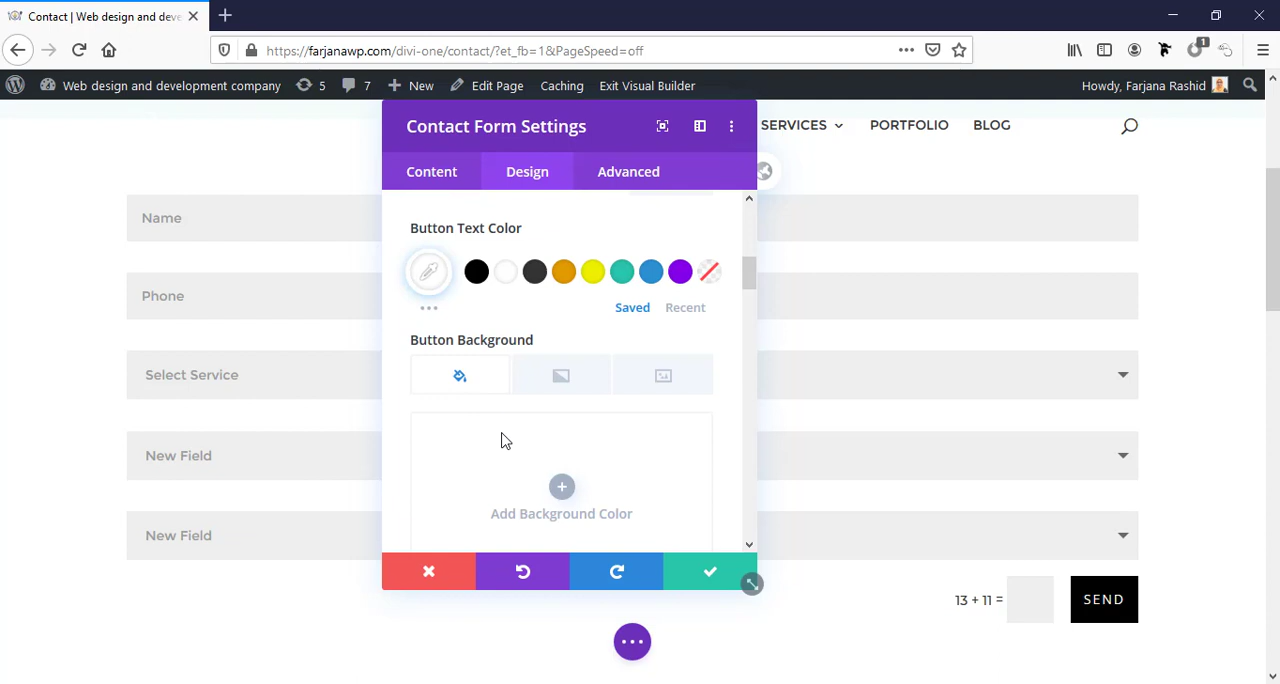 Contact | Web design and deve
https://farjanawp.com/divi-one/contact/?et_fb=1&PageSpeed=off
1
Web design and development company 5 7 New Edit Page Caching Exit Visual Builder Howdy, Farjana Rashid
Contact Form Settings
SERVICES PORTFOLIO BLOG
Content Design Advanced
Name
Button Text Color
Saved Recent
Phone
Button Background
Select Service
New Field
Add Background Color
New Field
13 + 11 =
SEND